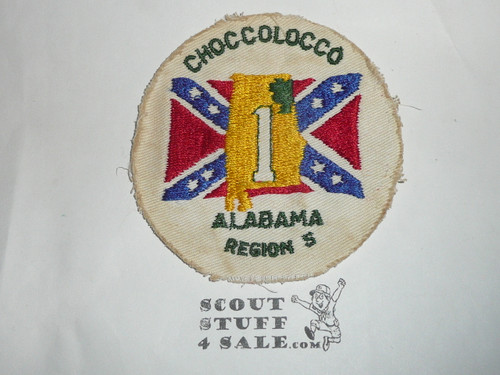 CHOCCOLOCCO
1
ALABAMA
REGION 5
SCOUT
STUFF
4 SALE.com